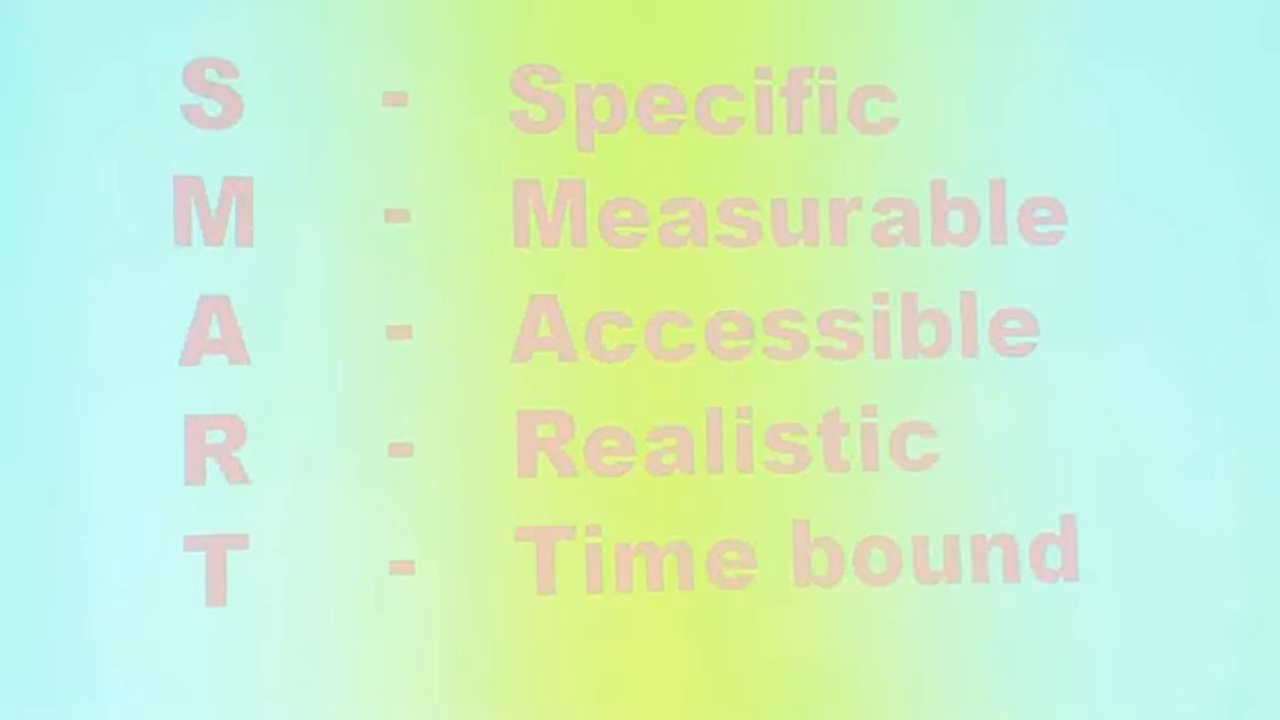 S - Specific
M - Measurable
A - Accessible
R - Realistic
T - Time bound